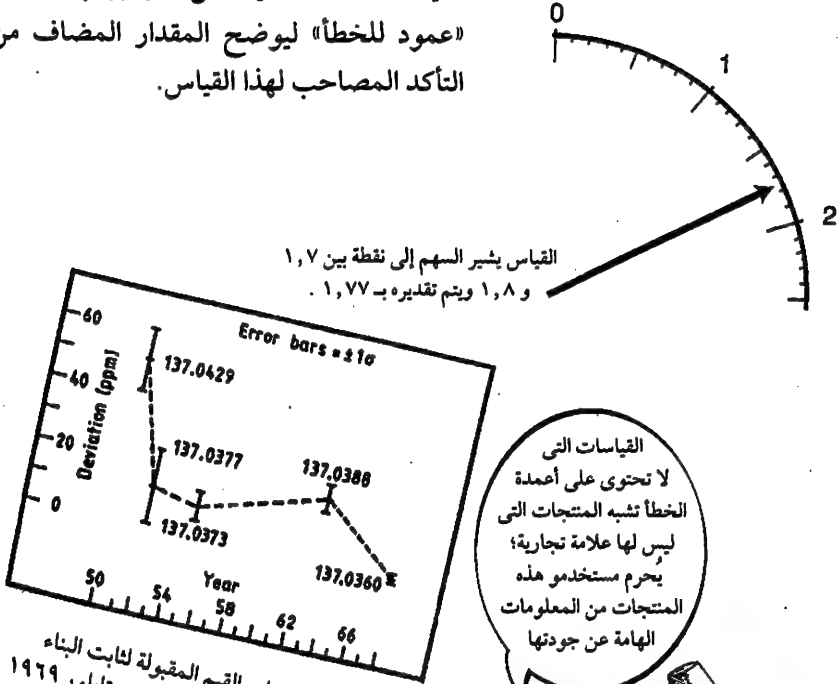 «عمود للخطأ» ليوضح المقدار المضاف من
التأكد المصاحب لهذا القياس.
0
1
2
القياس يشير السهم إلى نقطة بين ١,٧
و ١,٨ ويتم تقديره بـ ١,٧٧ .
Error bars = ±1σ
Deviation (ppm)
60
40
20
0
137.0429
137.0377
137.0373
137.0388
137.0360
Year
50
54
58
62
66
القيم المقبولة لثابت البناء
١٩٦٩
القياسات التى
لا تحتوى على أعمدة
الخطأ تشبه المنتجات التى
ليس لها علامة تجارية؛
يُحرم مستخدمو هذه
المنتجات من المعلومات
الهامة عن جودتها